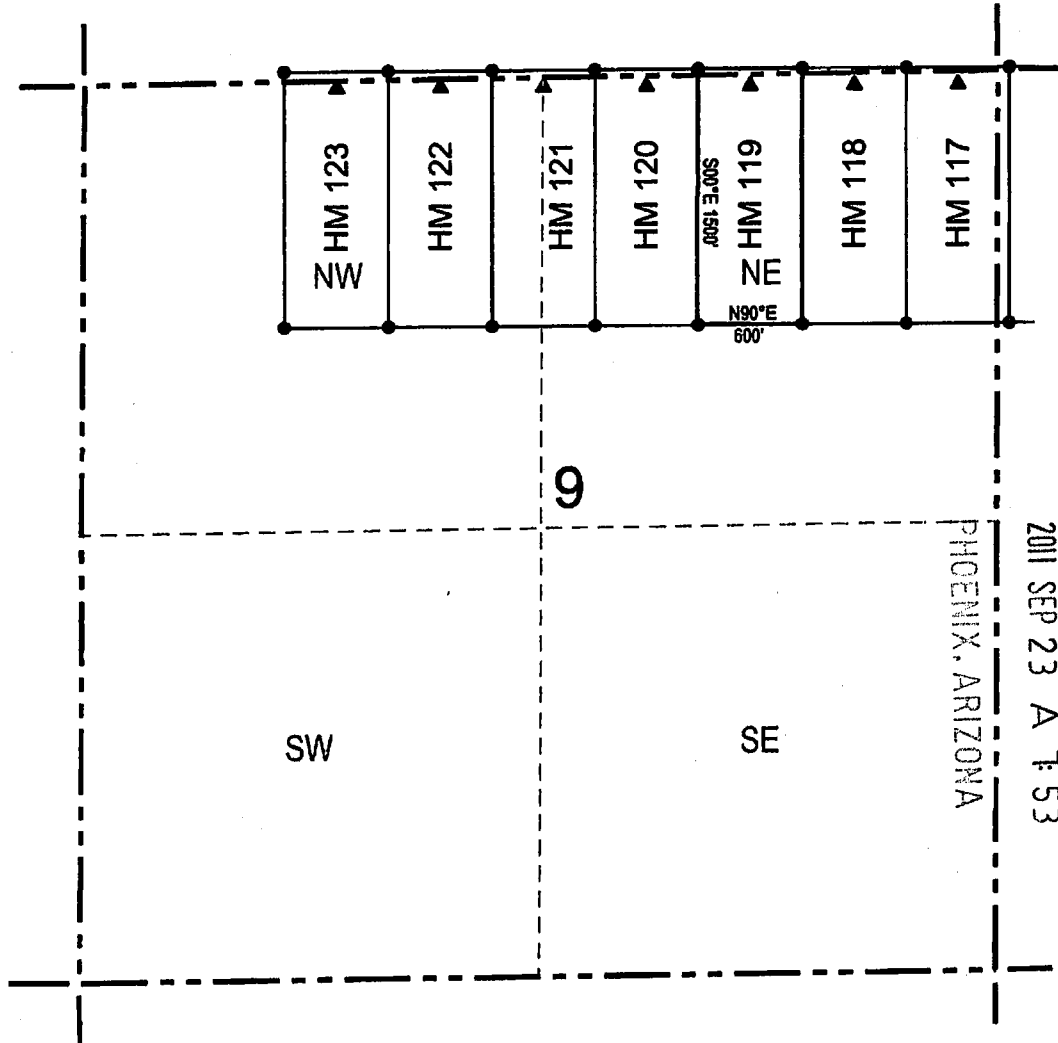 HM 123
HM 122
HM 121
HM 120
S00°E 1500'
HM 119
HM 118
HM 117
NW
NE
N90°E
600'
9
SW
SE
2011 SEP 23 A 7:53
PHOENIX, ARIZONA